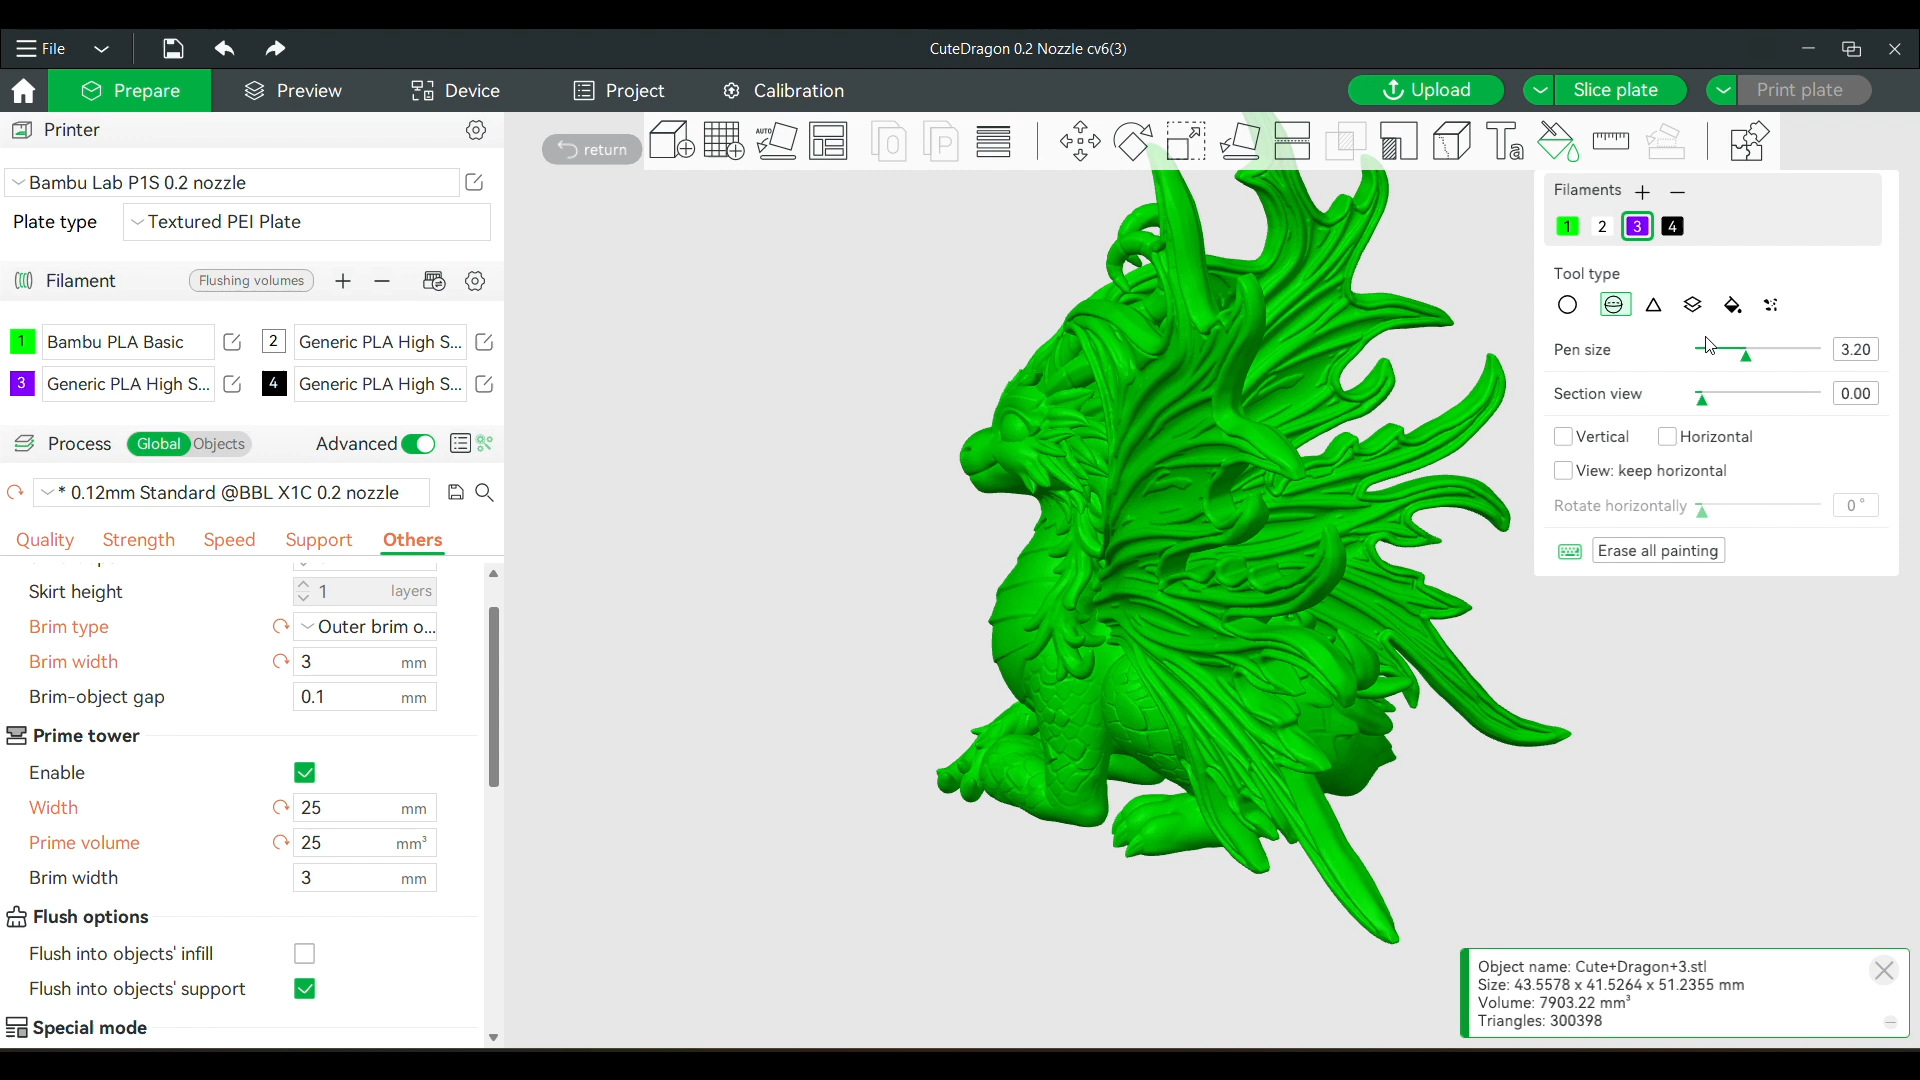 File
CuteDragon 0.2 Nozzle cv6(3)
Prepare
Preview
Device
Project
Calibration
Upload
Slice plate
Print plate
Printer
return
AUTO
Bambu Lab P1S 0.2 nozzle
Plate type
Textured PEI Plate
Filament
Flushing volumes
1 Bambu PLA Basic
2 Generic PLA High S...
3 Generic PLA High S...
4 Generic PLA High S...
Process
Global
Objects
Advanced
* 0.12mm Standard @BBL X1C 0.2 nozzle
Quality
Strength
Speed
Support
Others
Skirt height 1 layers
Brim type Outer brim o...
Brim width 3 mm
Brim-object gap 0.1 mm
Prime tower
Enable
Width 25 mm
Prime volume 25 mm³
Brim width 3 mm
Flush options
Flush into objects' infill
Flush into objects' support
Special mode
Filaments
1 2 3 4
Tool type
Pen size 3.20
Section view 0.00
Vertical
Horizontal
View: keep horizontal
Rotate horizontally 0°
Erase all painting
Object name: Cute+Dragon+3.stl
Size: 43.5578 x 41.5264 x 51.2355 mm
Volume: 7903.22 mm³
Triangles: 300398